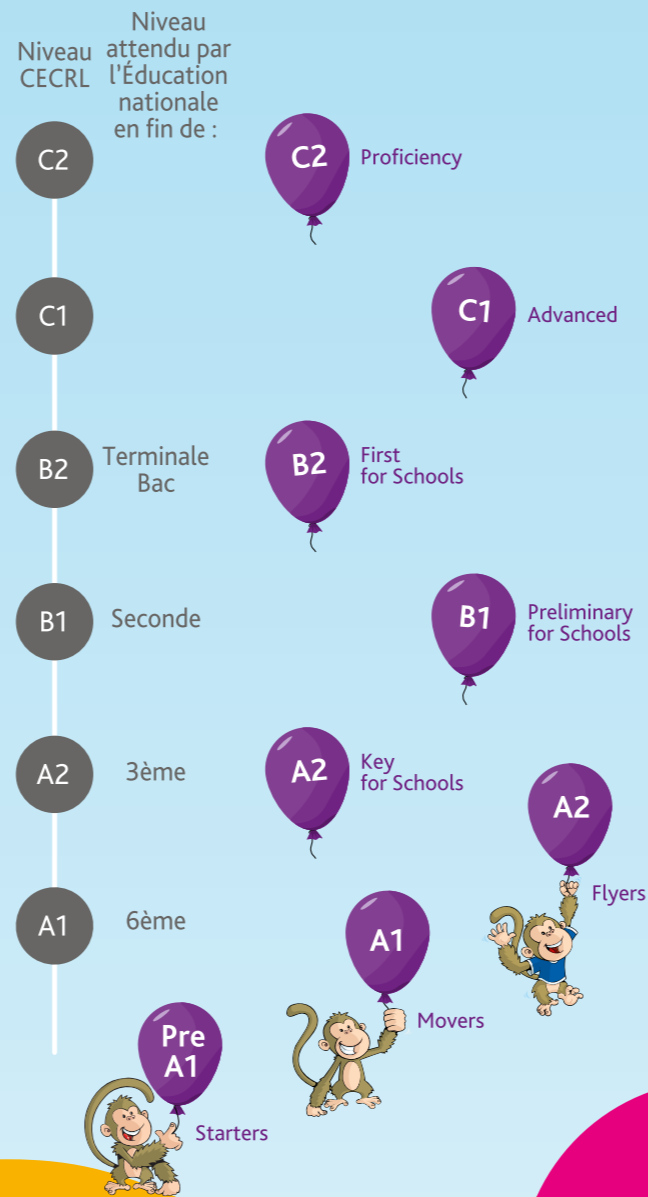 Niveau
CECRL
Niveau
attendu par
l'Éducation
nationale
en fin de :
C2
C2
Proficiency
C1
C1
Advanced
B2
Terminale
Bac
B2
First
for Schools
B1
Seconde
B1
Preliminary
for Schools
A2
3ème
A2
Key
for Schools
A2
Flyers
A1
6ème
A1
Movers
Pre
A1
Starters